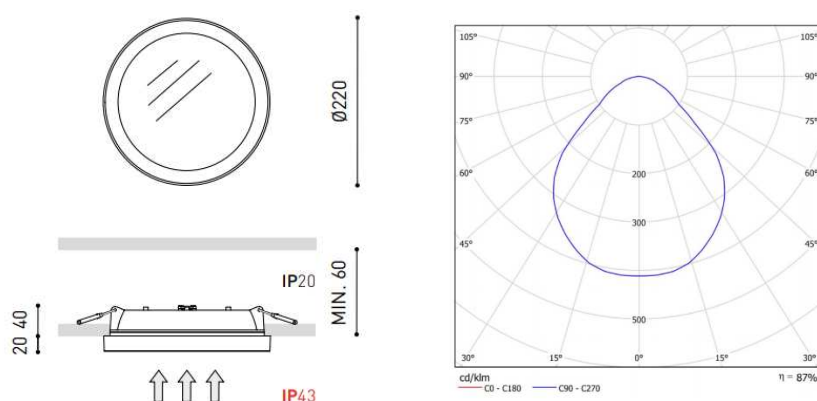 Ø220
IP20
MIN. 60
20 40
IP43
105° 105°
90° 90°
75° 75°
60° 60°
45° 45°
200
300
500
30° 15° 0° 15° 30°
cd/klm η = 87%
C0 - C180 C90 - C270